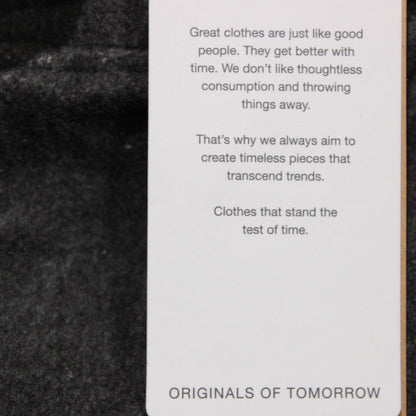 Great clothes are just like good
people. They get better with
time. We don't like thoughtless
consumption and throwing
things away.
That's why we always aim to
create timeless pieces that
transcend trends.
Clothes that stand the
test of time.
ORIGINALS OF TOMORROW